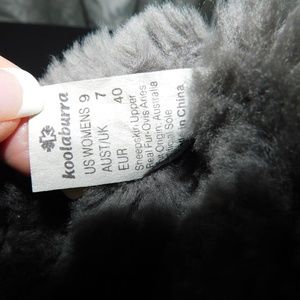 koolaburra
US WOMENS 9
AUST/UK 7
EUR 40
Sheepskin Upper
Real Fur-Ovis Aries
Origin: Australia
Sole
in China